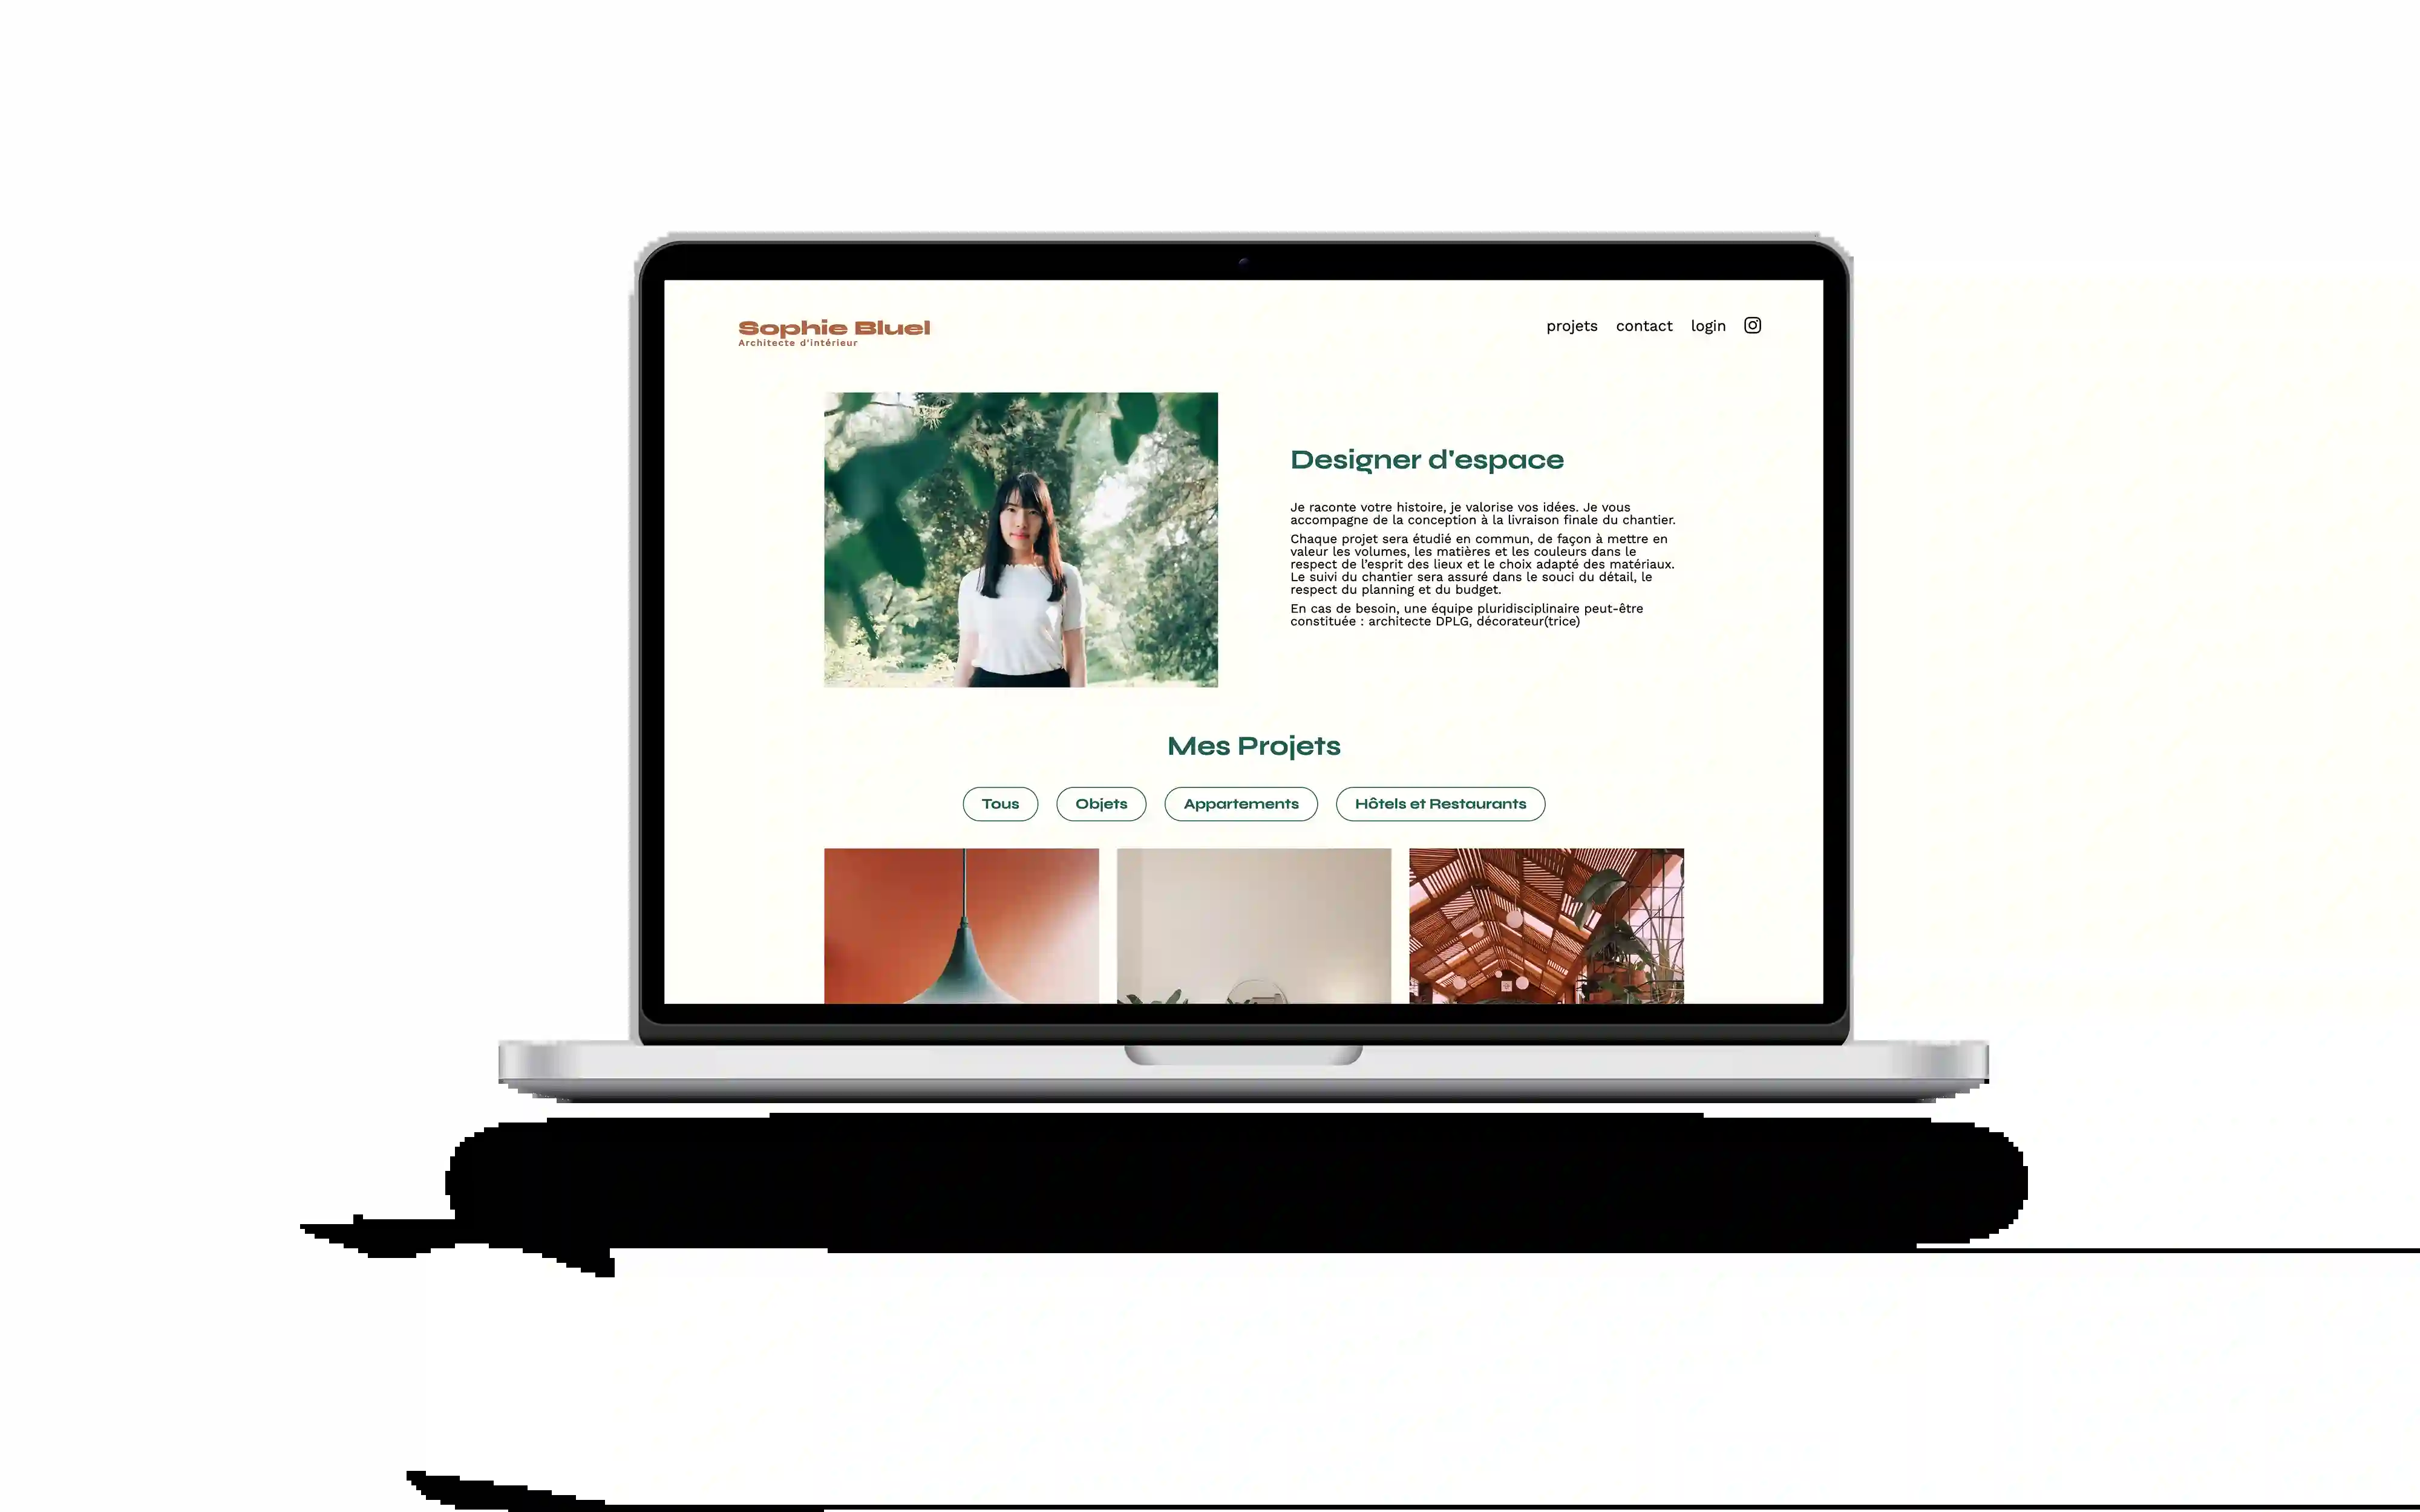 Sophie Bluel
Architecte d'intérieur
projets contact login
Designer d'espace
Je raconte votre histoire, je valorise vos idées. Je vous
accompagne de la conception à la livraison finale du chantier.
Chaque projet sera étudié en commun, de façon à mettre en
valeur les volumes, les matières et les couleurs dans le
respect de l’esprit des lieux et le choix adapté des matériaux.
Le suivi du chantier sera assuré dans le souci du détail, le
respect du planning et du budget.
En cas de besoin, une équipe pluridisciplinaire peut-être
constituée : architecte DPLG, décorateur(trice)
Mes Projets
Tous Objets Appartements Hôtels et Restaurants